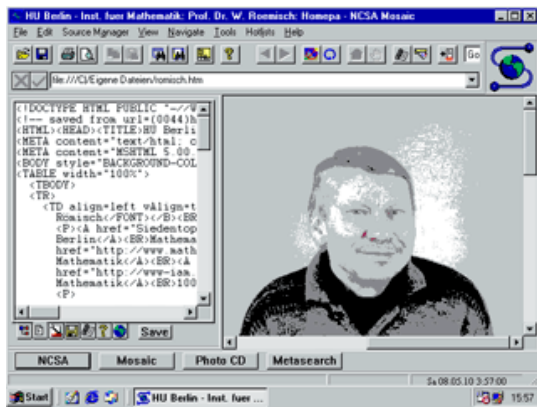 HU Berlin - Inst. fuer Mathematik: Prof. Dr. W. Roemisch: Homepa - NCSA Mosaic
File Edit Source Manager View Navigate Tools Hotlists Help
Go
file:///C|/Eigene Dateien/romisch.htm
<!DOCTYPE HTML PUBLIC "-//W
<!-- saved from url=(0044)h
<HTML><HEAD><TITLE>HU Berli
<META content="text/html; c
<META content="MSHTML 5.00.
<BODY style="BACKGROUND-COL
<TABLE width="100%">
<TBODY>
<TR>
<TD align=left vAlign=t
Römisch</FONT></B><BR
<P><A href="Siedentop
Berlin</A><BR>Mathema
href="http://www.math
Mathematik</A><BR><A
href="http://www-iam.
Mathematik</A><BR>100
<P>
Save
NCSA Mosaic Photo CD Metasearch
Sa 08.05.10 3:57:00
Start HU Berlin - Inst. fuer ... 15:57